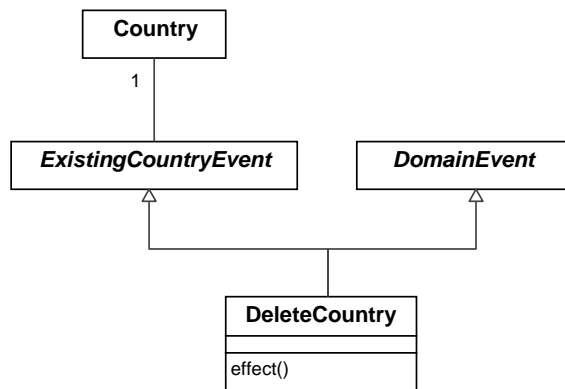 Country
1
ExistingCountryEvent
DomainEvent
DeleteCountry
effect()